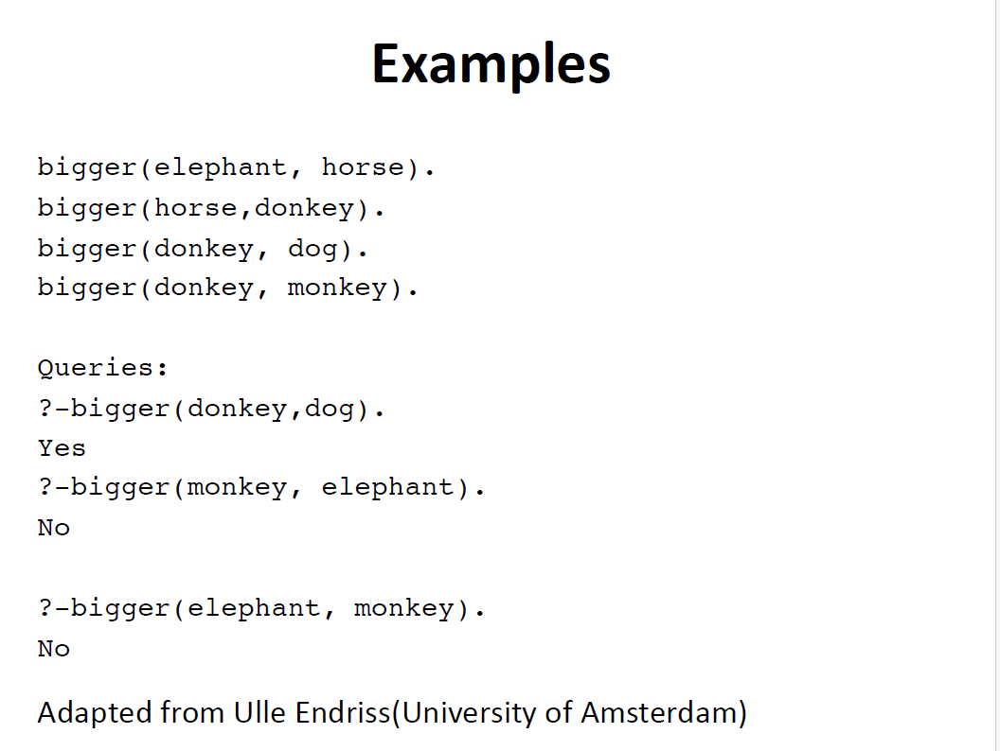 Examples
bigger(elephant, horse).
bigger(horse,donkey).
bigger(donkey, dog).
bigger(donkey, monkey).
Queries:
?-bigger(donkey,dog).
Yes
?-bigger(monkey, elephant).
No
?-bigger(elephant, monkey).
No
Adapted from Ulle Endriss(University of Amsterdam)